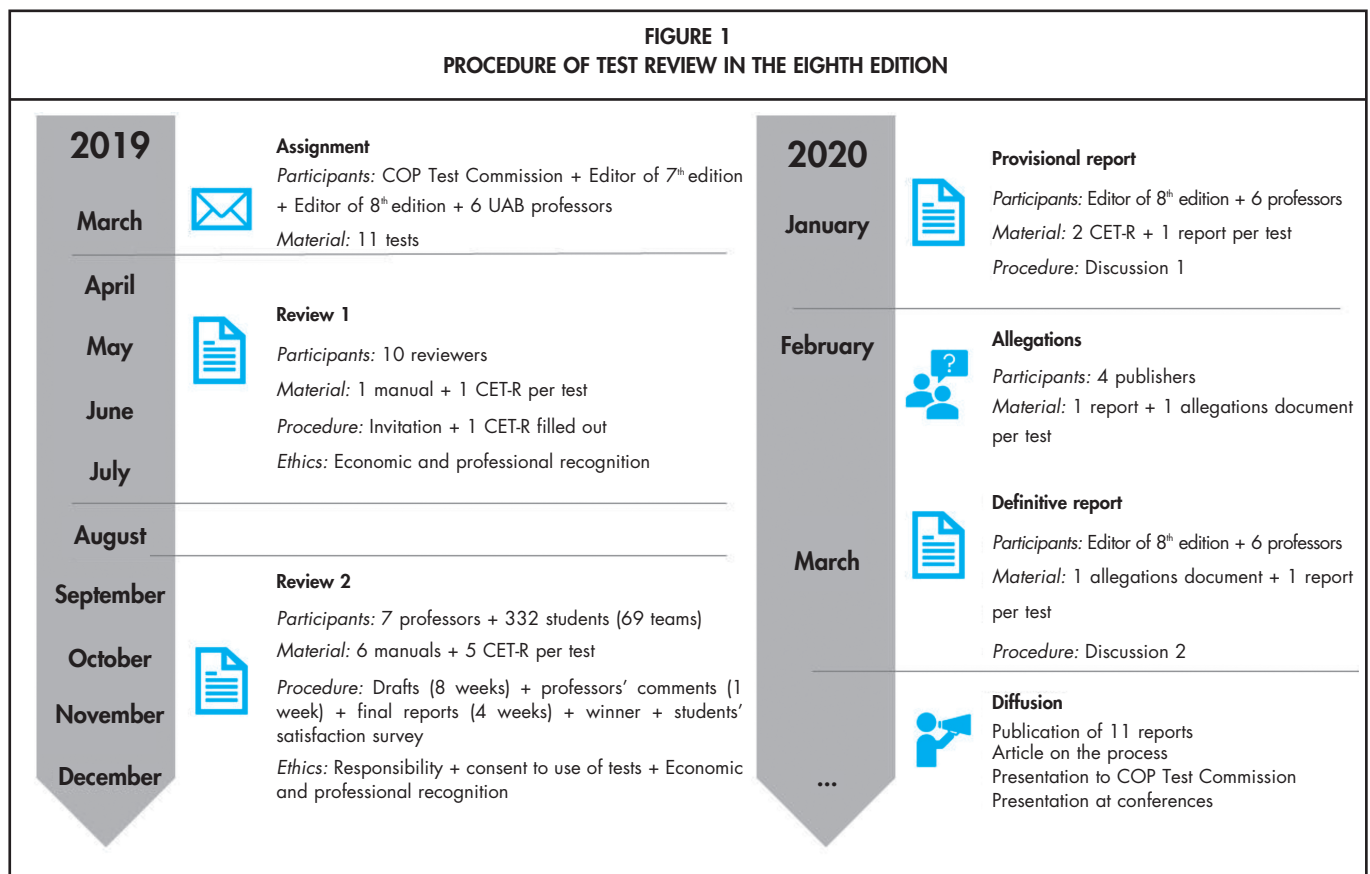 FIGURE 1
PROCEDURE OF TEST REVIEW IN THE EIGHTH EDITION
2019
March
April
May
June
July
August
September
October
November
December
Assignment
Participants: COP Test Commission + Editor of 7th edition
+ Editor of 8th edition + 6 UAB professors
Material: 11 tests
Review 1
Participants: 10 reviewers
Material: 1 manual + 1 CET-R per test
Procedure: Invitation + 1 CET-R filled out
Ethics: Economic and professional recognition
Review 2
Participants: 7 professors + 332 students (69 teams)
Material: 6 manuals + 5 CET-R per test
Procedure: Drafts (8 weeks) + professors' comments (1
week) + final reports (4 weeks) + winner + students'
satisfaction survey
Ethics: Responsibility + consent to use of tests + Economic
and professional recognition
2020
January
February
March
...
Provisional report
Participants: Editor of 8th edition + 6 professors
Material: 2 CET-R + 1 report per test
Procedure: Discussion 1
?
Allegations
Participants: 4 publishers
Material: 1 report + 1 allegations document
per test
Definitive report
Participants: Editor of 8th edition + 6 professors
Material: 1 allegations document + 1 report
per test
Procedure: Discussion 2
Diffusion
Publication of 11 reports
Article on the process
Presentation to COP Test Commission
Presentation at conferences